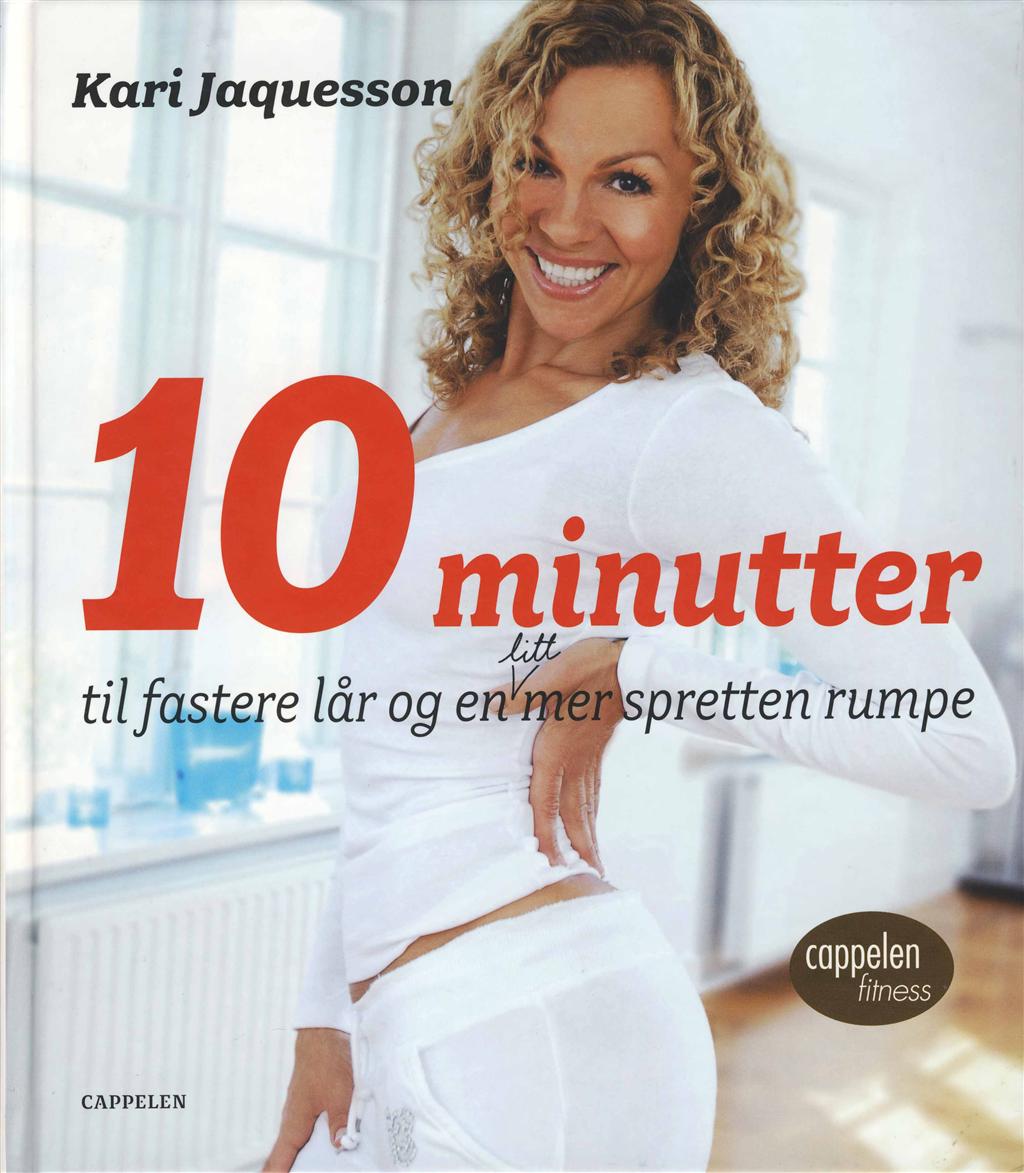 Kari Jaquesson
10 minutter
litt
til fastere lår og en mer spretten rumpe
cappelen
fitness
CAPPELEN